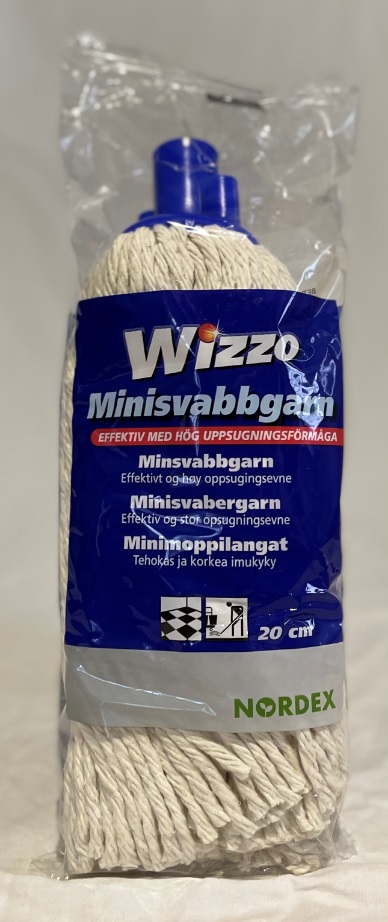 Wizzo
Minisvabbgarn
EFFEKTIV MED HÖG UPPSUGNINGSFÖRMÅGA
Minsvabbgarn
Effektivt og høy oppsugingsevne
Minisvabergarn
Effektiv og stor opsugningsevne
Minimoppilangat
Tehokas ja korkea imukyky
20 cm
NORDEX